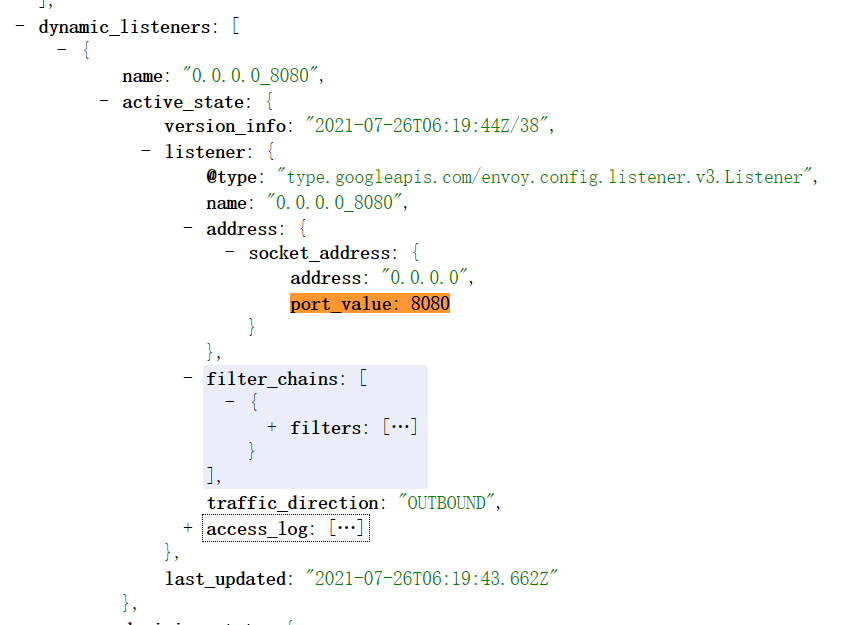 ],
− dynamic_listeners: [
− {
name: "0.0.0.0_8080",
− active_state: {
version_info: "2021-07-26T06:19:44Z/38",
− listener: {
@type: "type.googleapis.com/envoy.config.listener.v3.Listener",
name: "0.0.0.0_8080",
− address: {
− socket_address: {
address: "0.0.0.0",
port_value: 8080
}
},
− filter_chains: [
− {
+ filters: […]
}
],
traffic_direction: "OUTBOUND",
+ access_log: […]
},
last_updated: "2021-07-26T06:19:43.662Z"
},